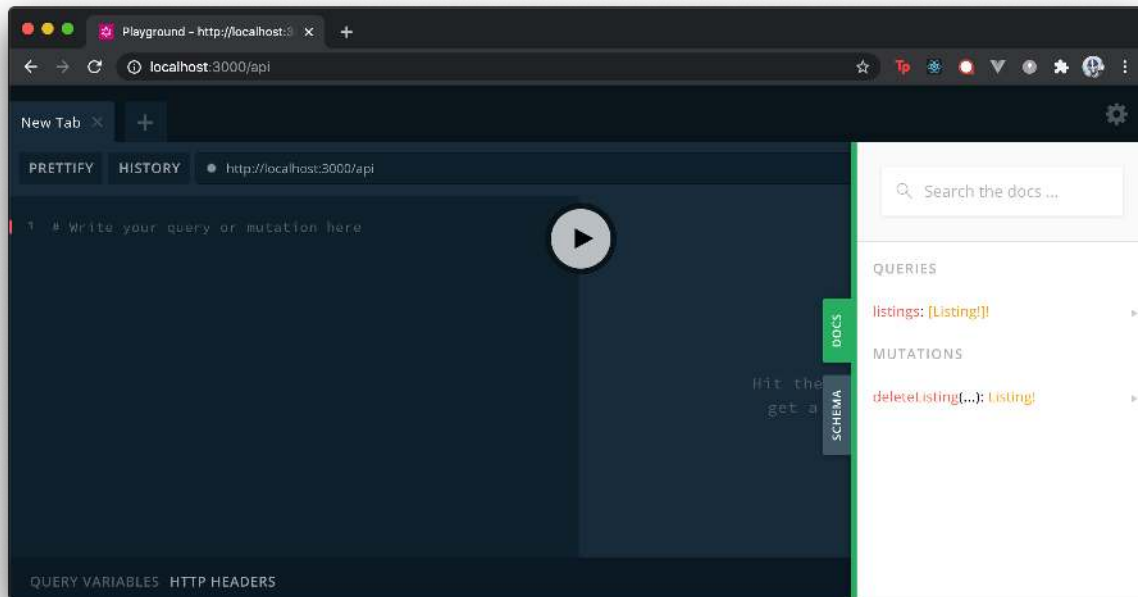 Playground - http://localhost:3
localhost:3000/api
Tp
New Tab
PRETTIFY HISTORY http://localhost:3000/api
Search the docs ...
1 # Write your query or mutation here
QUERIES
listings: [Listing!]!
DOCS
MUTATIONS
Hit the
get a
deleteListing(...): Listing!
SCHEMA
QUERY VARIABLES HTTP HEADERS